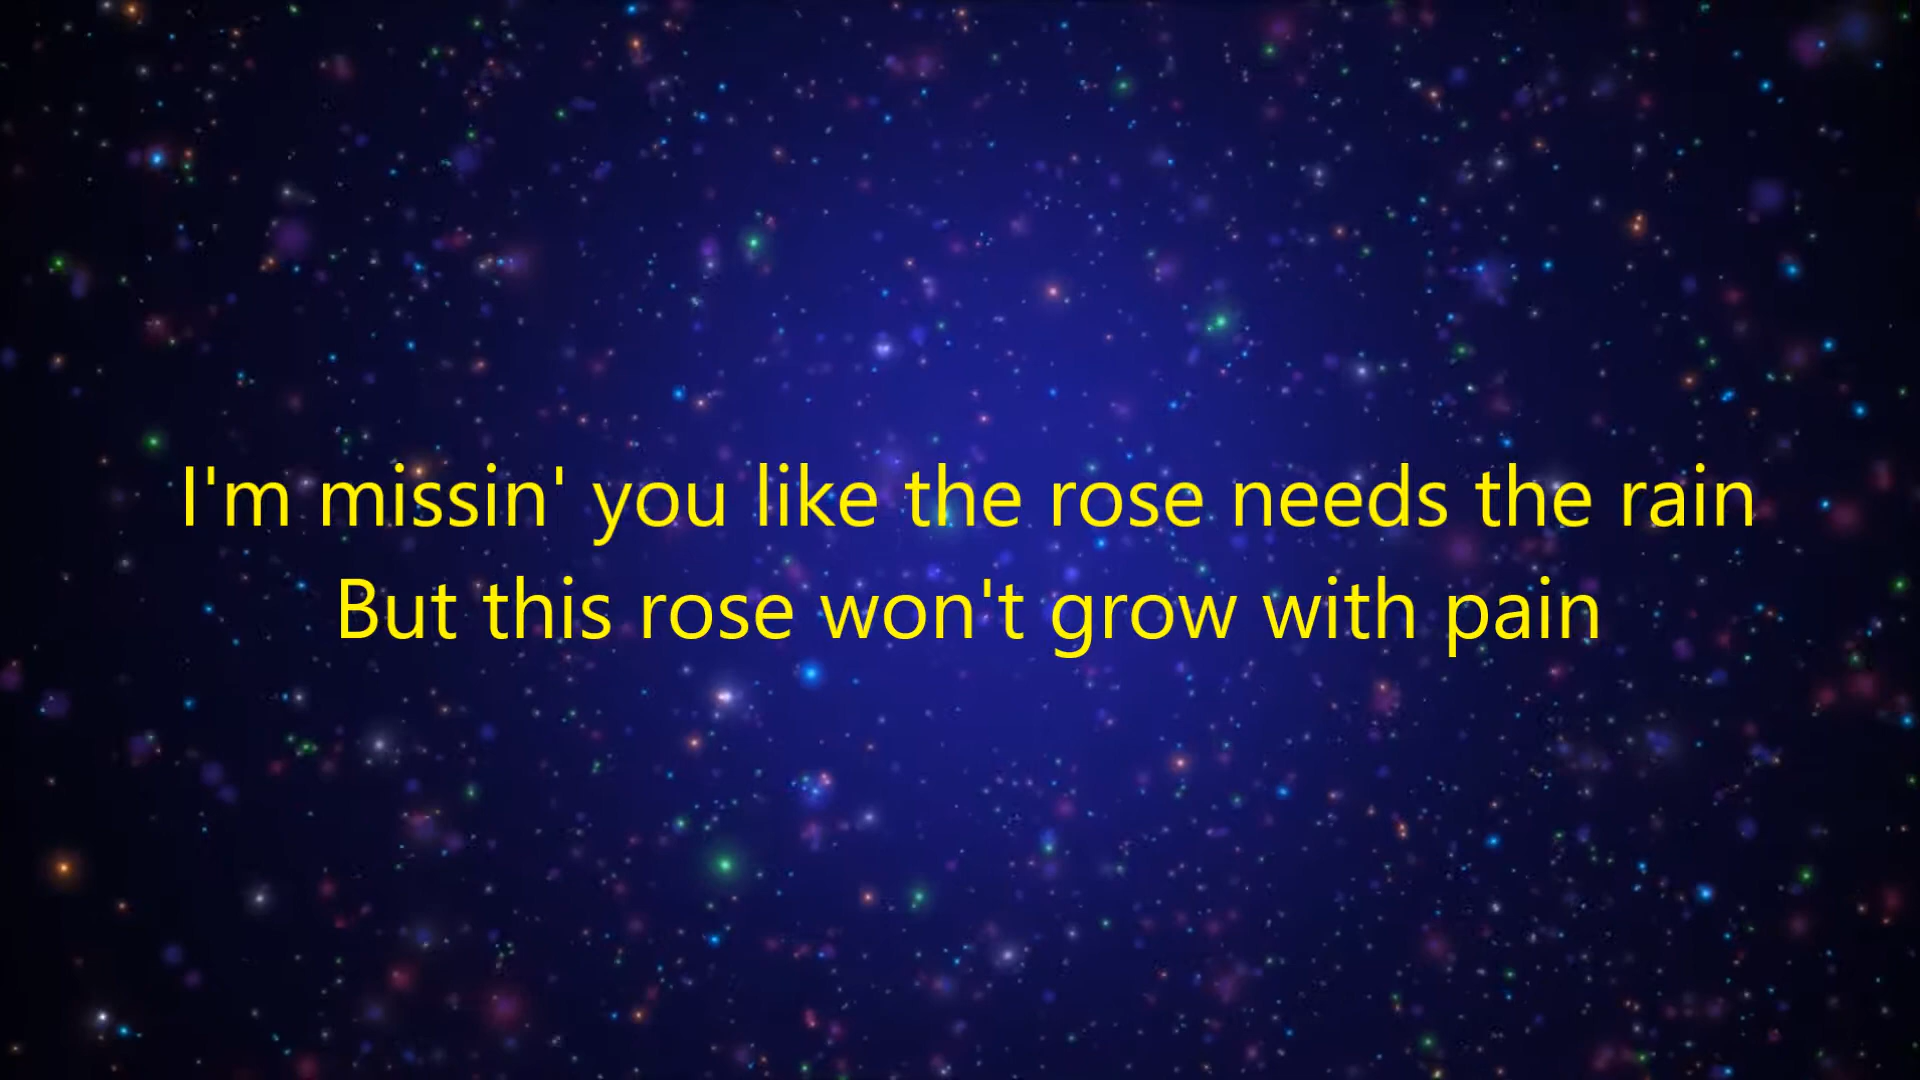 I'm missin' you like the rose needs the rain
But this rose won't grow with pain